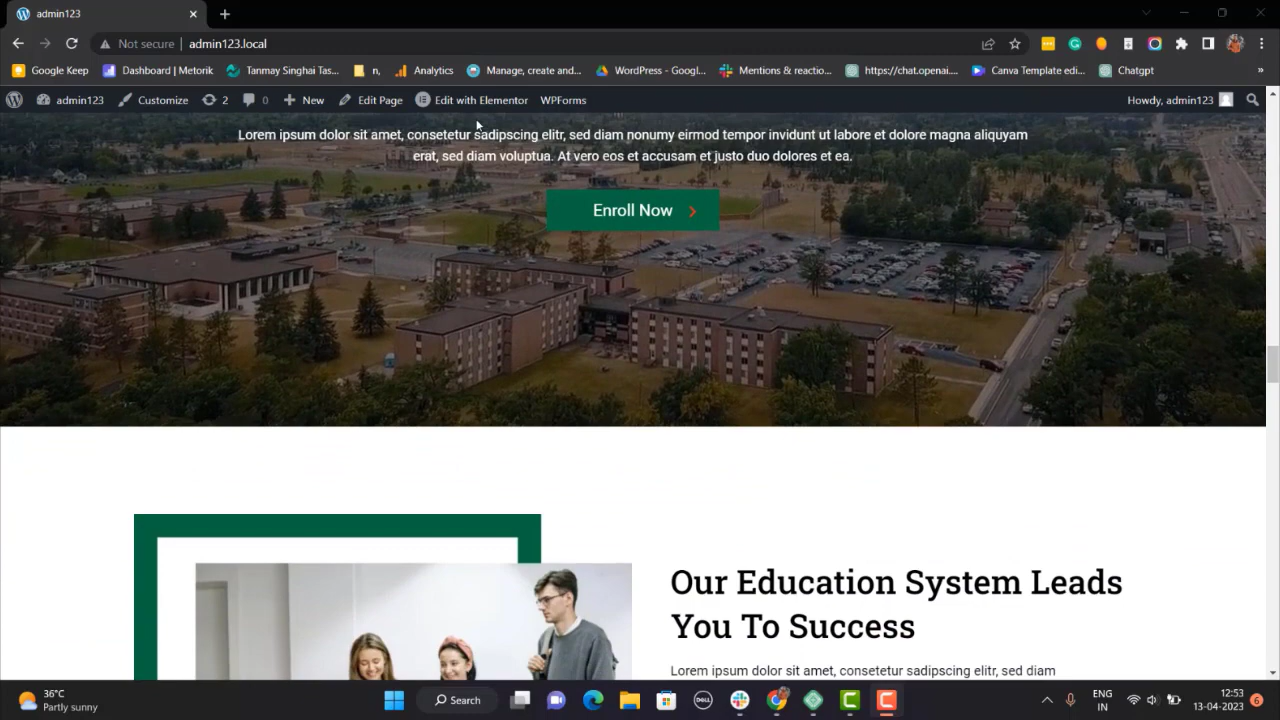 admin123
Not secure
admin123.local
Google Keep
Dashboard | Metorik
Tanmay Singhai Tas...
n,
Analytics
Manage, create and...
WordPress - Googl...
Mentions & reactio...
https://chat.openai....
Canva Template edi...
Chatgpt
»
admin123
Customize
2
0
New
Edit Page
Edit with Elementor
WPForms
Howdy, admin123
Lorem ipsum dolor sit amet, consetetur sadipscing elitr, sed diam nonumy eirmod tempor invidunt ut labore et dolore magna aliquyam
erat, sed diam voluptua. At vero eos et accusam et justo duo dolores et ea.
Enroll Now
Our Education System Leads
You To Success
Lorem ipsum dolor sit amet, consetetur sadipscing elitr, sed diam
36°C
Partly sunny
Search
DELL
ENG
IN
12:53
13-04-2023
6